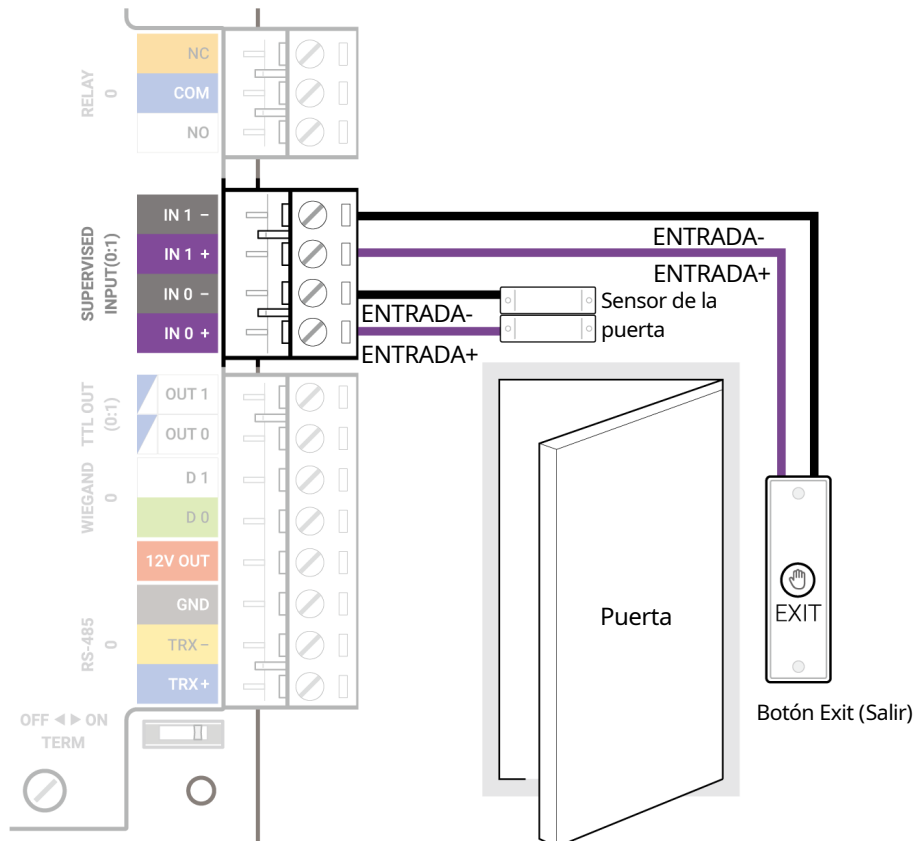 RELAY
0
NC
COM
NO
SUPERVISED
INPUT(0:1)
IN 1 –
IN 1 +
IN 0 –
IN 0 +
ENTRADA-
ENTRADA+
ENTRADA-
ENTRADA+
Sensor de la
puerta
TTL OUT
(0:1)
OUT 1
OUT 0
WIEGAND
0
D 1
D 0
12V OUT
GND
RS-485
0
TRX –
TRX +
OFF ◄ ► ON
TERM
Puerta
EXIT
Botón Exit (Salir)